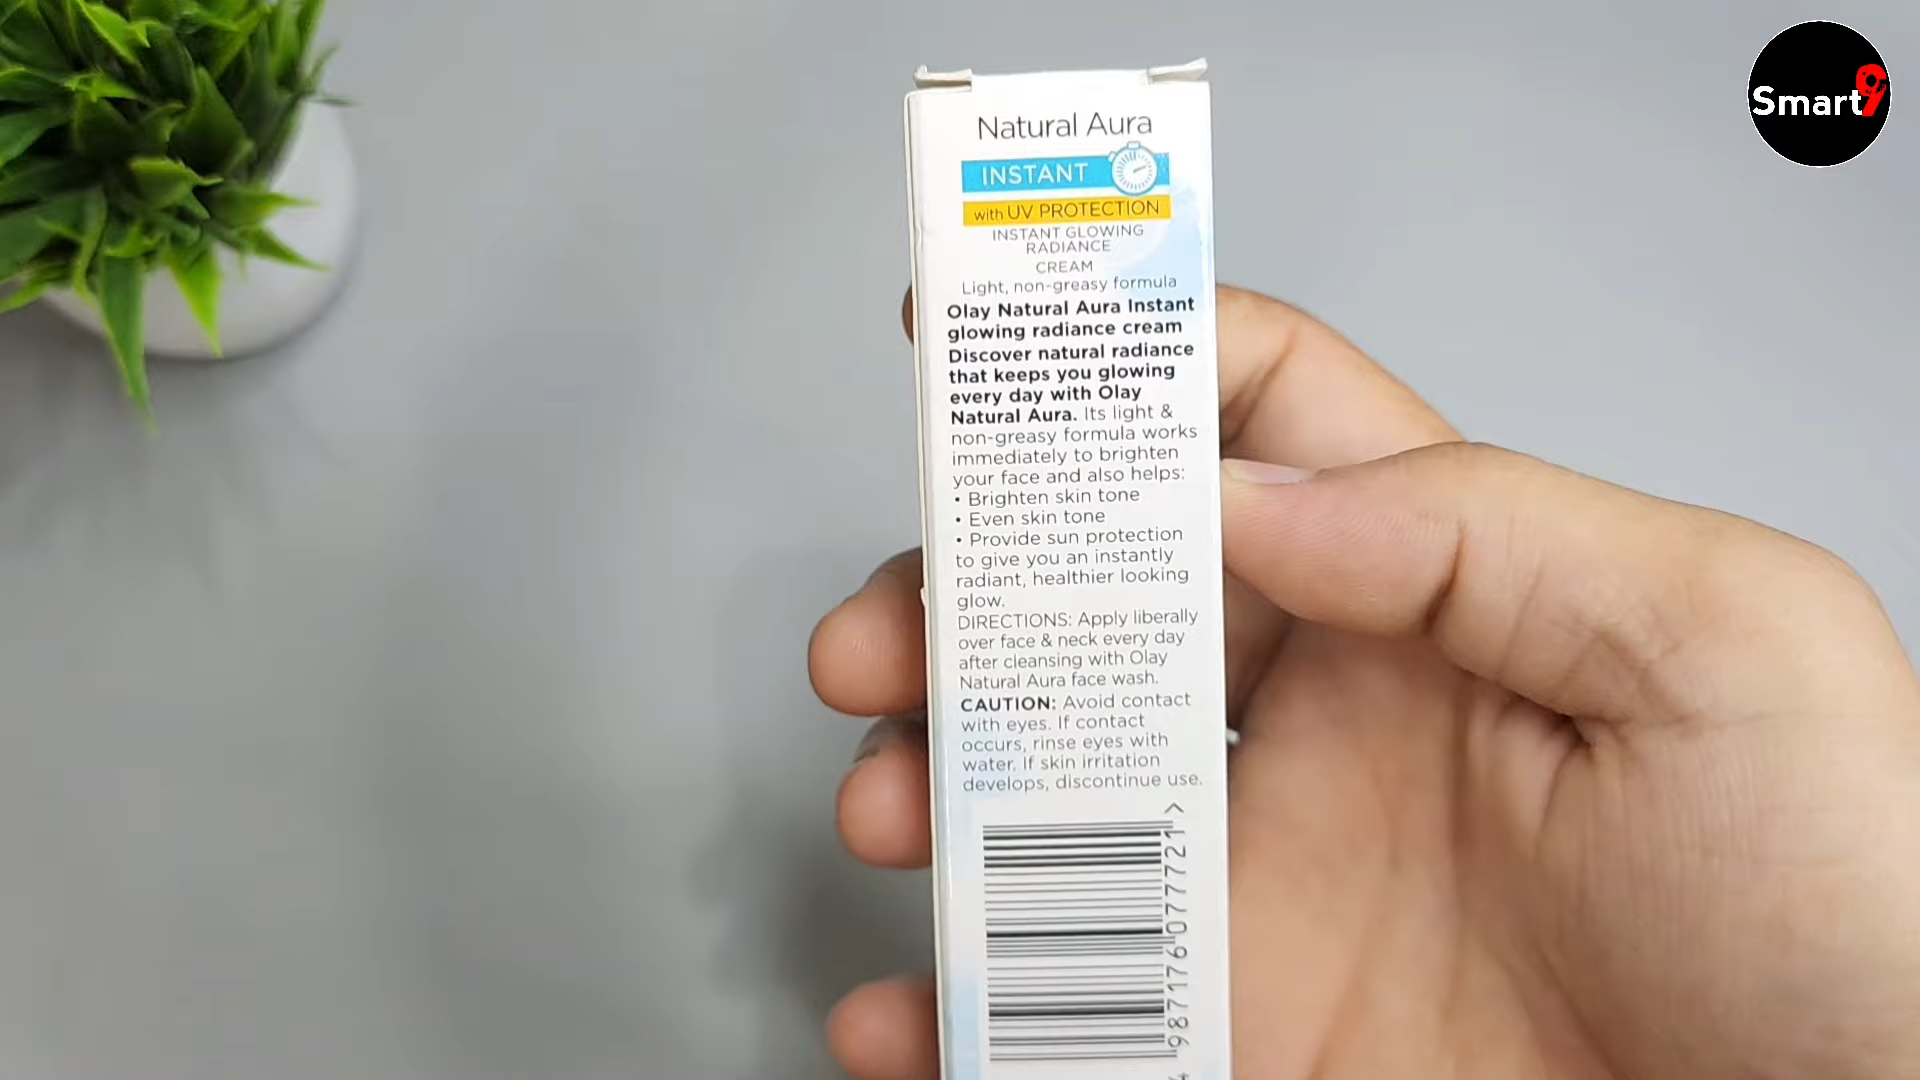 Smart9
Natural Aura
INSTANT
with UV PROTECTION
INSTANT GLOWING
RADIANCE
CREAM
Light, non-greasy formula
Olay Natural Aura Instant
glowing radiance cream
Discover natural radiance
that keeps you glowing
every day with Olay
Natural Aura. Its light &
non-greasy formula works
immediately to brighten
your face and also helps:
• Brighten skin tone
• Even skin tone
• Provide sun protection
to give you an instantly
radiant, healthier looking
glow.
DIRECTIONS: Apply liberally
over face & neck every day
after cleansing with Olay
Natural Aura face wash.
CAUTION: Avoid contact
with eyes. If contact
occurs, rinse eyes with
water. If skin irritation
develops, discontinue use.
4 987176 077721 >